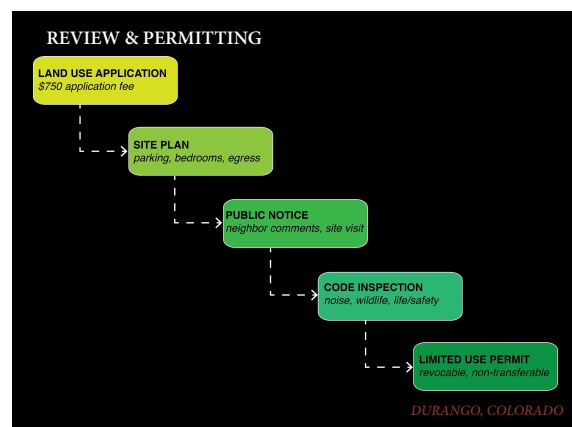 REVIEW & PERMITTING
LAND USE APPLICATION
$750 application fee
SITE PLAN
parking, bedrooms, egress
PUBLIC NOTICE
neighbor comments, site visit
CODE INSPECTION
noise, wildlife, life/safety
LIMITED USE PERMIT
revocable, non-transferable
DURANGO, COLORADO